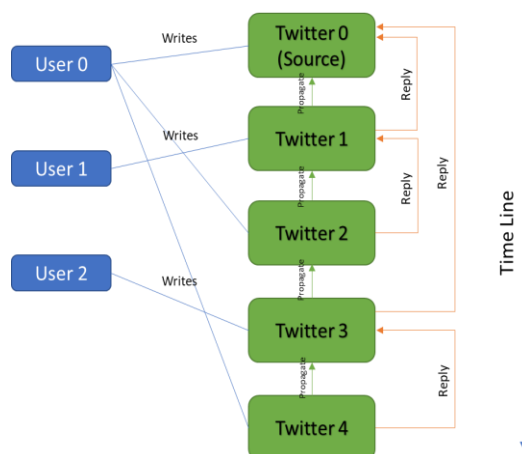 Twitter 0
(Source)
Writes
User 0
Propagate
Reply
Twitter 1
Writes
User 1
Propagate
Reply
Reply
Twitter 2
Time Line
User 2
Writes
Propagate
Twitter 3
Propagate
Reply
Twitter 4